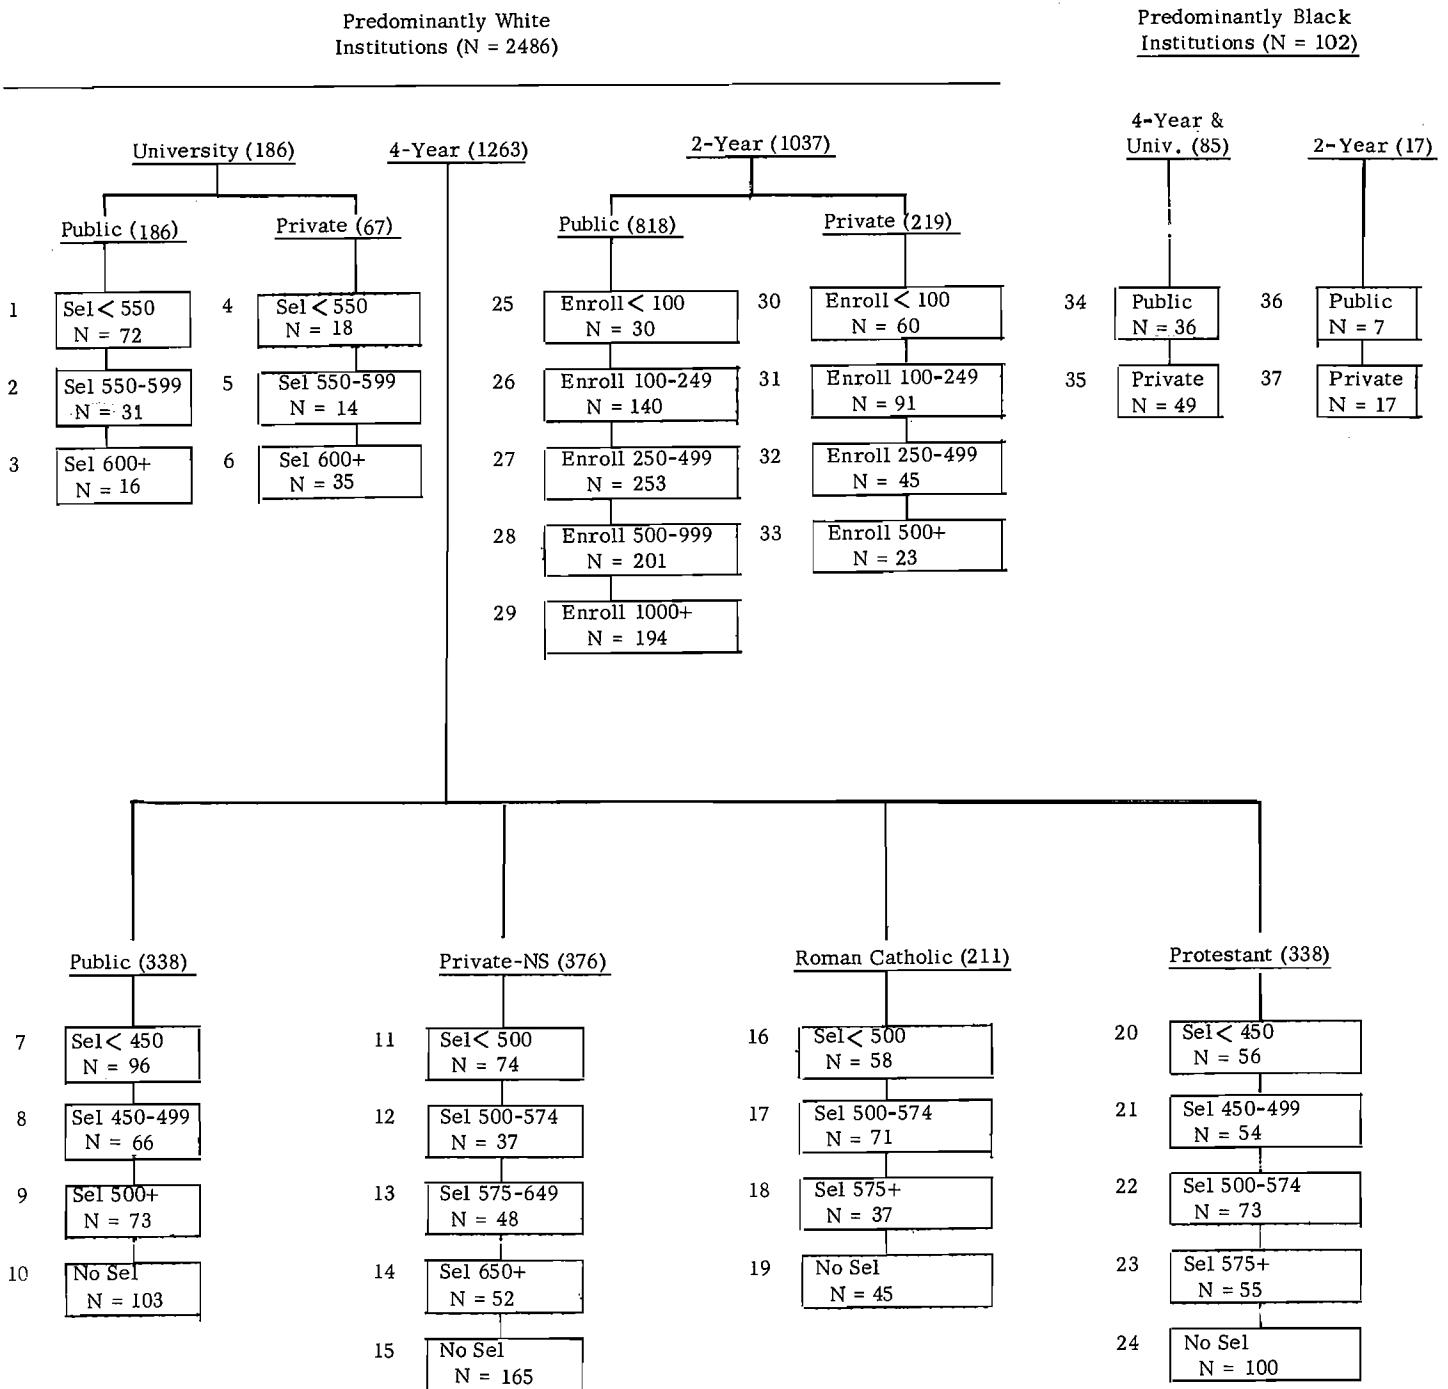 Predominantly White
Institutions (N = 2486)
Predominantly Black
Institutions (N = 102)
University (186)
4-Year (1263)
2-Year (1037)
4-Year &
Univ. (85)
2-Year (17)
Public (186)
Private (67)
Public (818)
Private (219)
1
Sel < 550
N = 72
2
Sel 550-599
N = 31
3
Sel 600+
N = 16
4
Sel < 550
N = 18
5
Sel 550-599
N = 14
6
Sel 600+
N = 35
25
Enroll < 100
N = 30
26
Enroll 100-249
N = 140
27
Enroll 250-499
N = 253
28
Enroll 500-999
N = 201
29
Enroll 1000+
N = 194
30
Enroll < 100
N = 60
31
Enroll 100-249
N = 91
32
Enroll 250-499
N = 45
33
Enroll 500+
N = 23
34
Public
N = 36
35
Private
N = 49
36
Public
N = 7
37
Private
N = 17
Public (338)
Private-NS (376)
Roman Catholic (211)
Protestant (338)
7
Sel < 450
N = 96
8
Sel 450-499
N = 66
9
Sel 500+
N = 73
10
No Sel
N = 103
11
Sel < 500
N = 74
12
Sel 500-574
N = 37
13
Sel 575-649
N = 48
14
Sel 650+
N = 52
15
No Sel
N = 165
16
Sel < 500
N = 58
17
Sel 500-574
N = 71
18
Sel 575+
N = 37
19
No Sel
N = 45
20
Sel < 450
N = 56
21
Sel 450-499
N = 54
22
Sel 500-574
N = 73
23
Sel 575+
N = 55
24
No Sel
N = 100